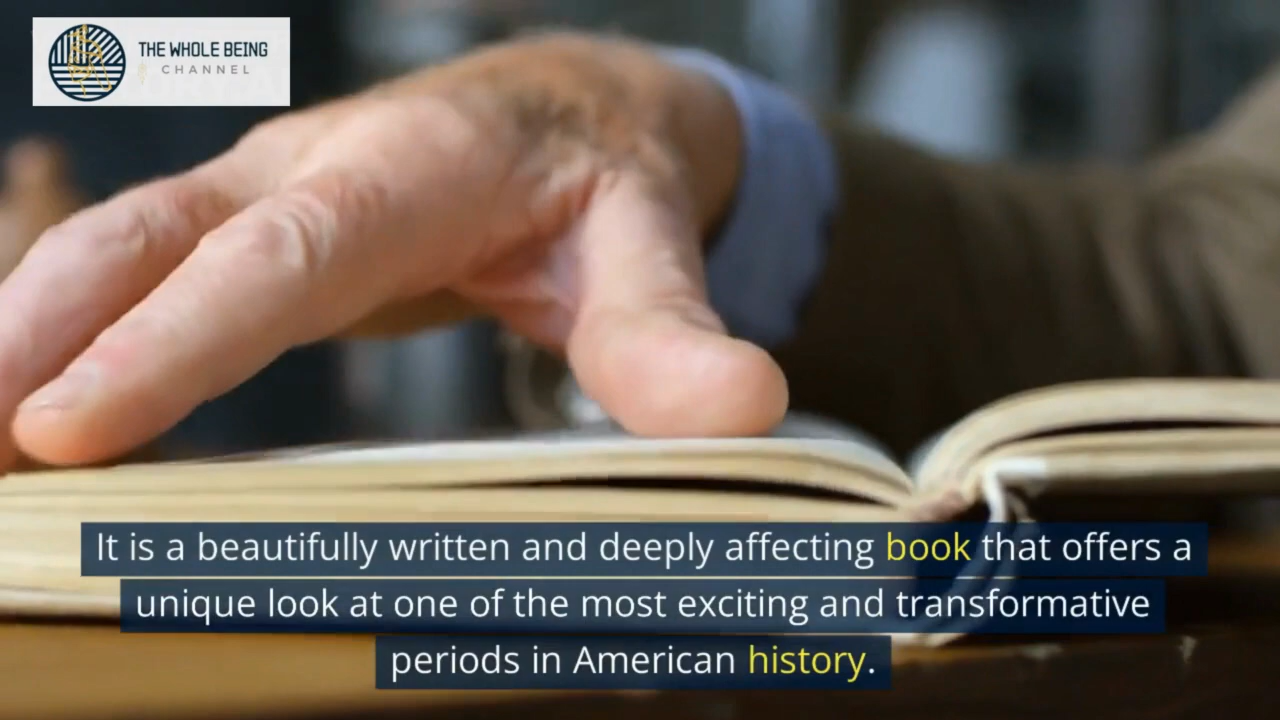 THE WHOLE BEING
CHANNEL
It is a beautifully written and deeply affecting book that offers a
unique look at one of the most exciting and transformative
periods in American history.